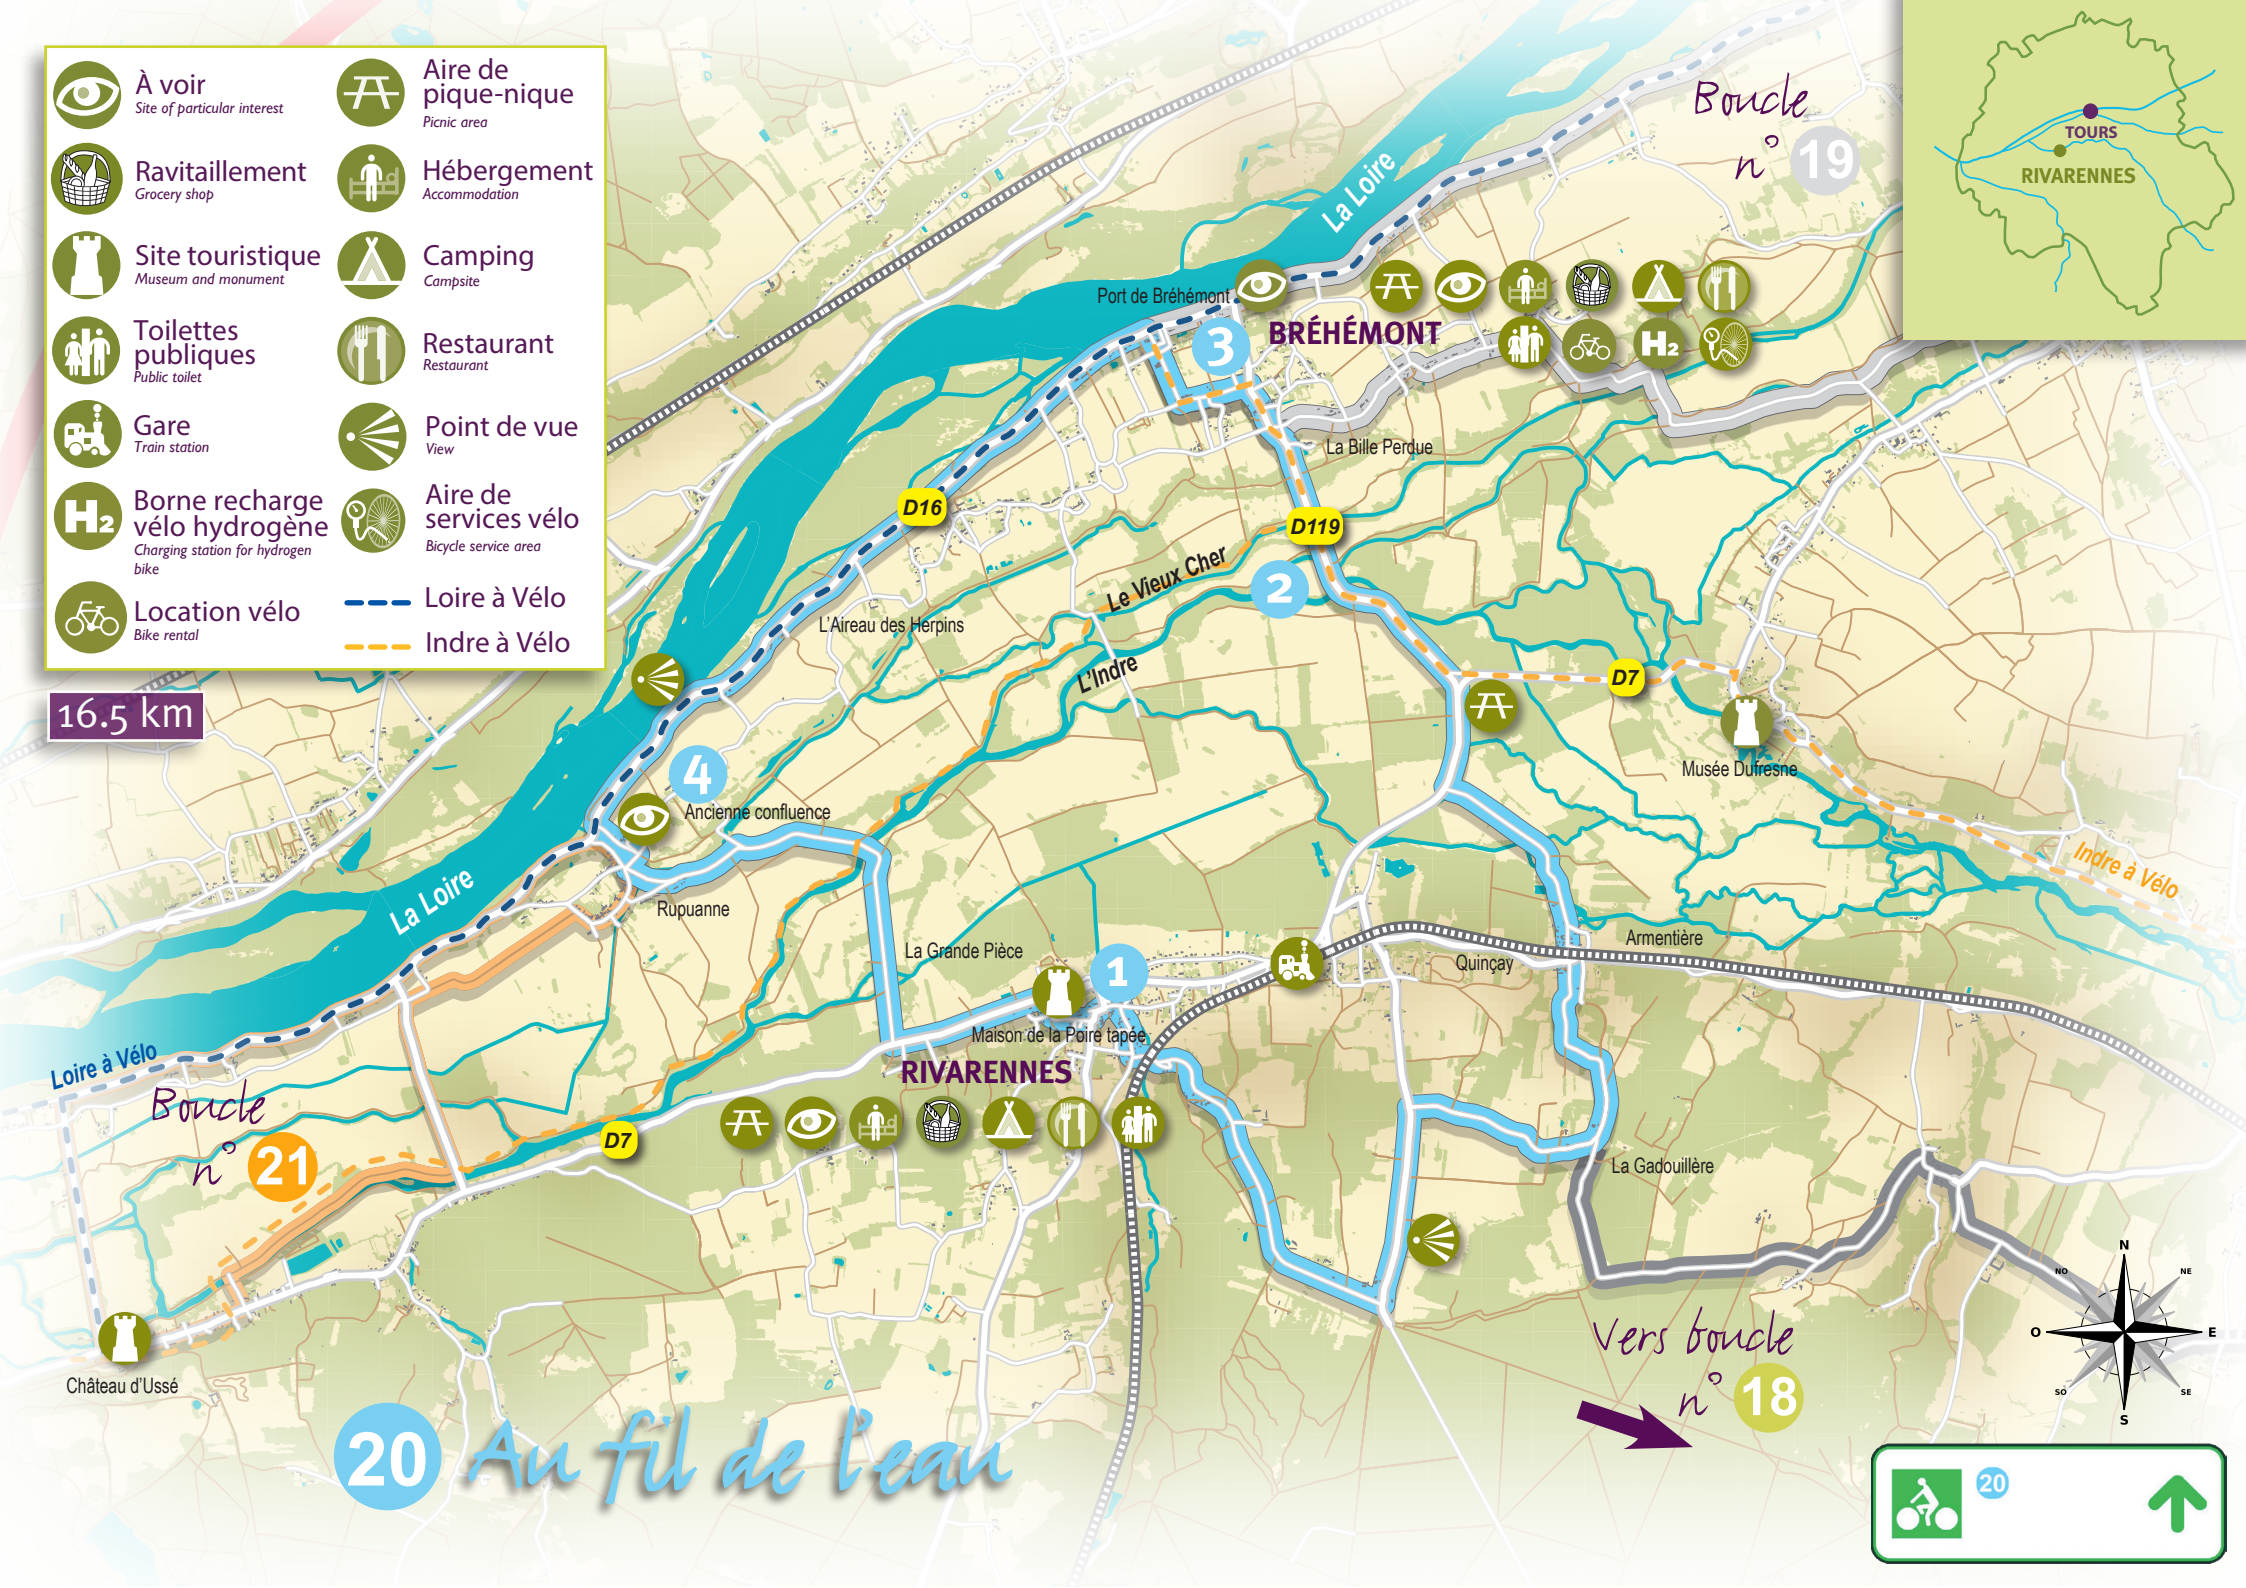 À voir
Site of particular interest
Ravitaillement
Grocery shop
Site touristique
Museum and monument
Toilettes
publiques
Public toilet
Gare
Train station
H2
Borne recharge
vélo hydrogène
Charging station for hydrogen
bike
Location vélo
Bike rental
Aire de
pique-nique
Picnic area
Hébergement
Accommodation
Camping
Campsite
Restaurant
Restaurant
Point de vue
View
Aire de
services vélo
Bicycle service area
Loire à Vélo
Indre à Vélo
16.5 km
Boucle
n° 19
TOURS
RIVARENNES
La Loire
Port de Bréhémont
BRÉHÉMONT
3
H2
La Bille Perdue
D16
D119
Le Vieux Cher
2
L'Aireau des Herpins
L'Indre
D7
Musée Dufresne
4
Ancienne confluence
Indre à Vélo
La Loire
Rupuanne
La Grande Pièce
1
Armentière
Quinçay
Maison de la Poire tapée
RIVARENNES
Loire à Vélo
Boucle
n° 21
D7
La Gadouillère
Château d'Ussé
Vers boucle
n° 18
N
NO
NE
O
E
SO
SE
S
20 Au fil de l'eau
20